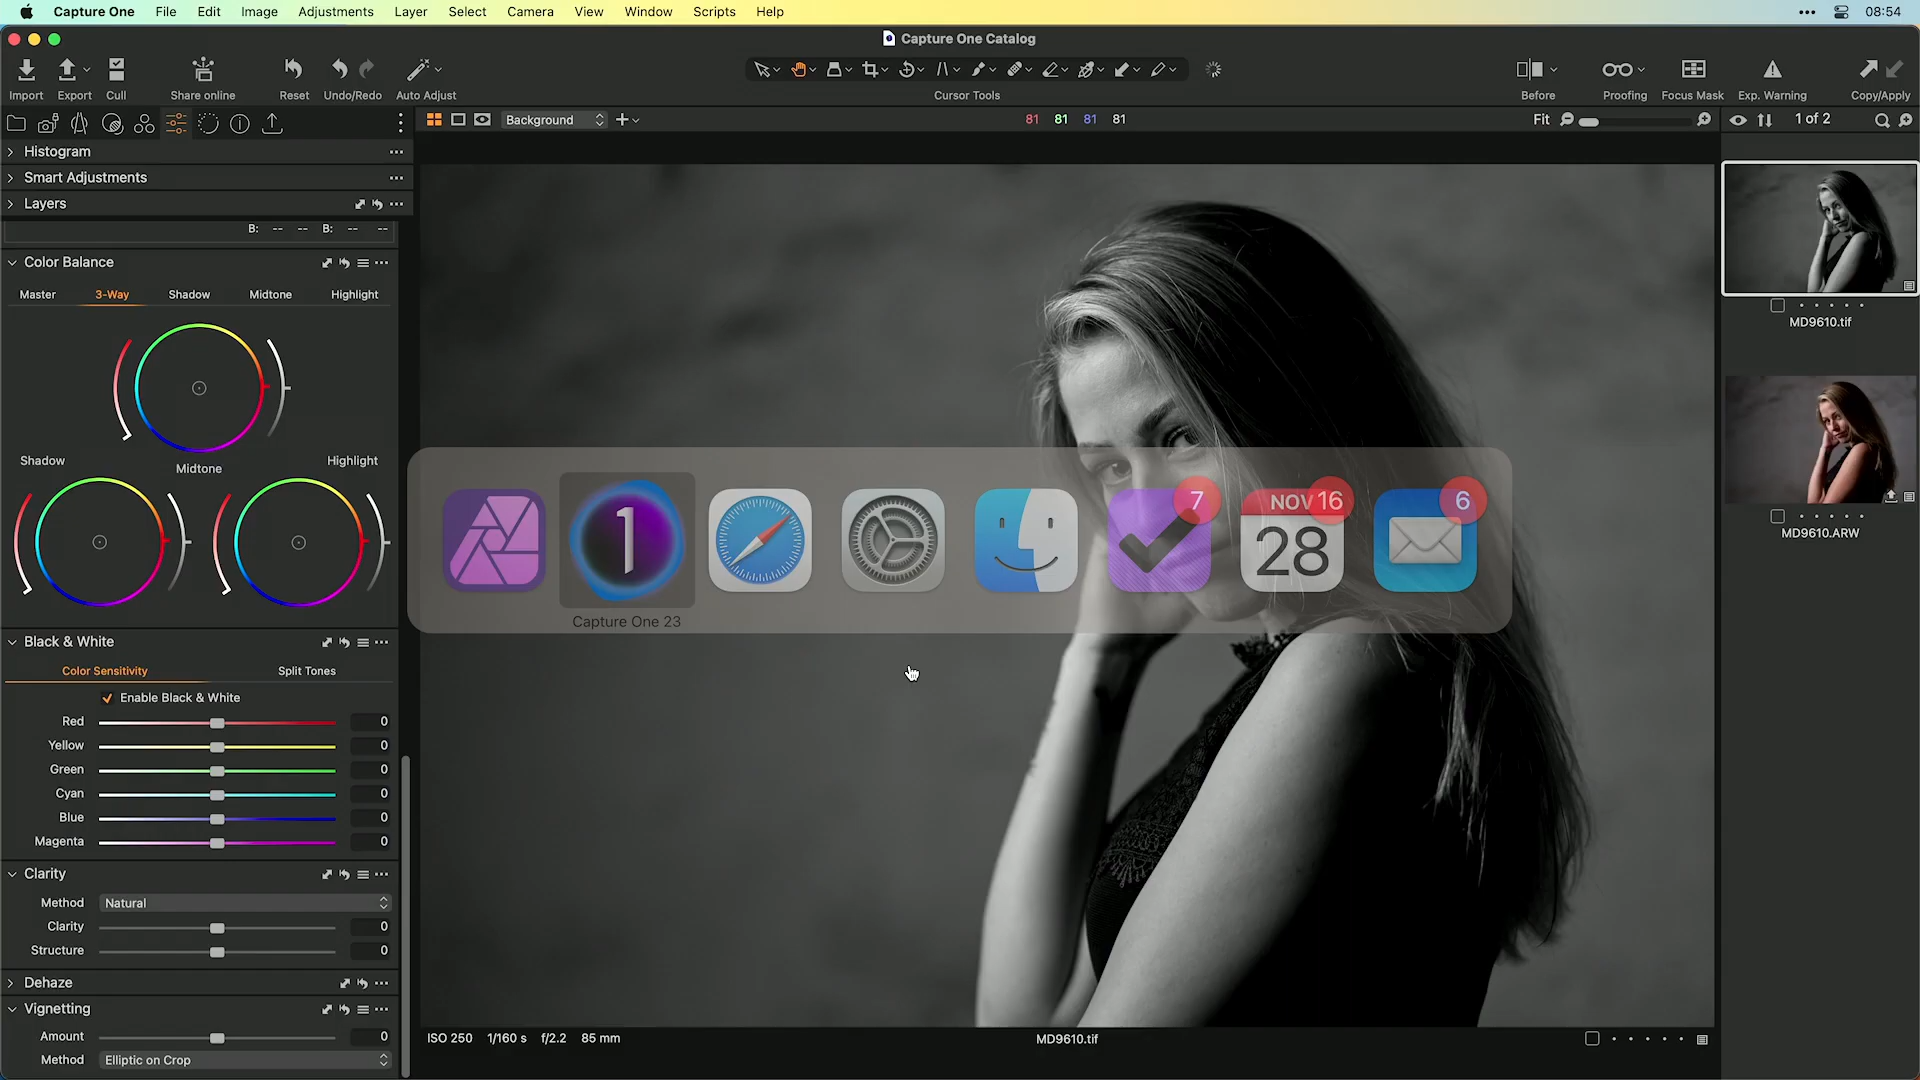 Capture One File Edit Image Adjustments Layer Select Camera View Window Scripts Help 08:54
Capture One Catalog
Import Export Cull Share online Reset Undo/Redo Auto Adjust Cursor Tools Before Proofing Focus Mask Exp. Warning Copy/Apply
Background 81 81 81 81 Fit 1 of 2
Histogram
Smart Adjustments
Layers
B: -- -- B: -- --
Color Balance
Master 3-Way Shadow Midtone Highlight
Shadow Highlight
Midtone
Black & White
Color Sensitivity Split Tones
Enable Black & White
Red 0
Yellow 0
Green 0
Cyan 0
Blue 0
Magenta 0
Clarity
Method Natural
Clarity 0
Structure 0
Dehaze
Vignetting
Amount 0
Method Elliptic on Crop
1
7
NOV 16
28
6
Capture One 23
ISO 250 1/160 s f/2.2 85 mm MD9610.tif
MD9610.tif
MD9610.ARW